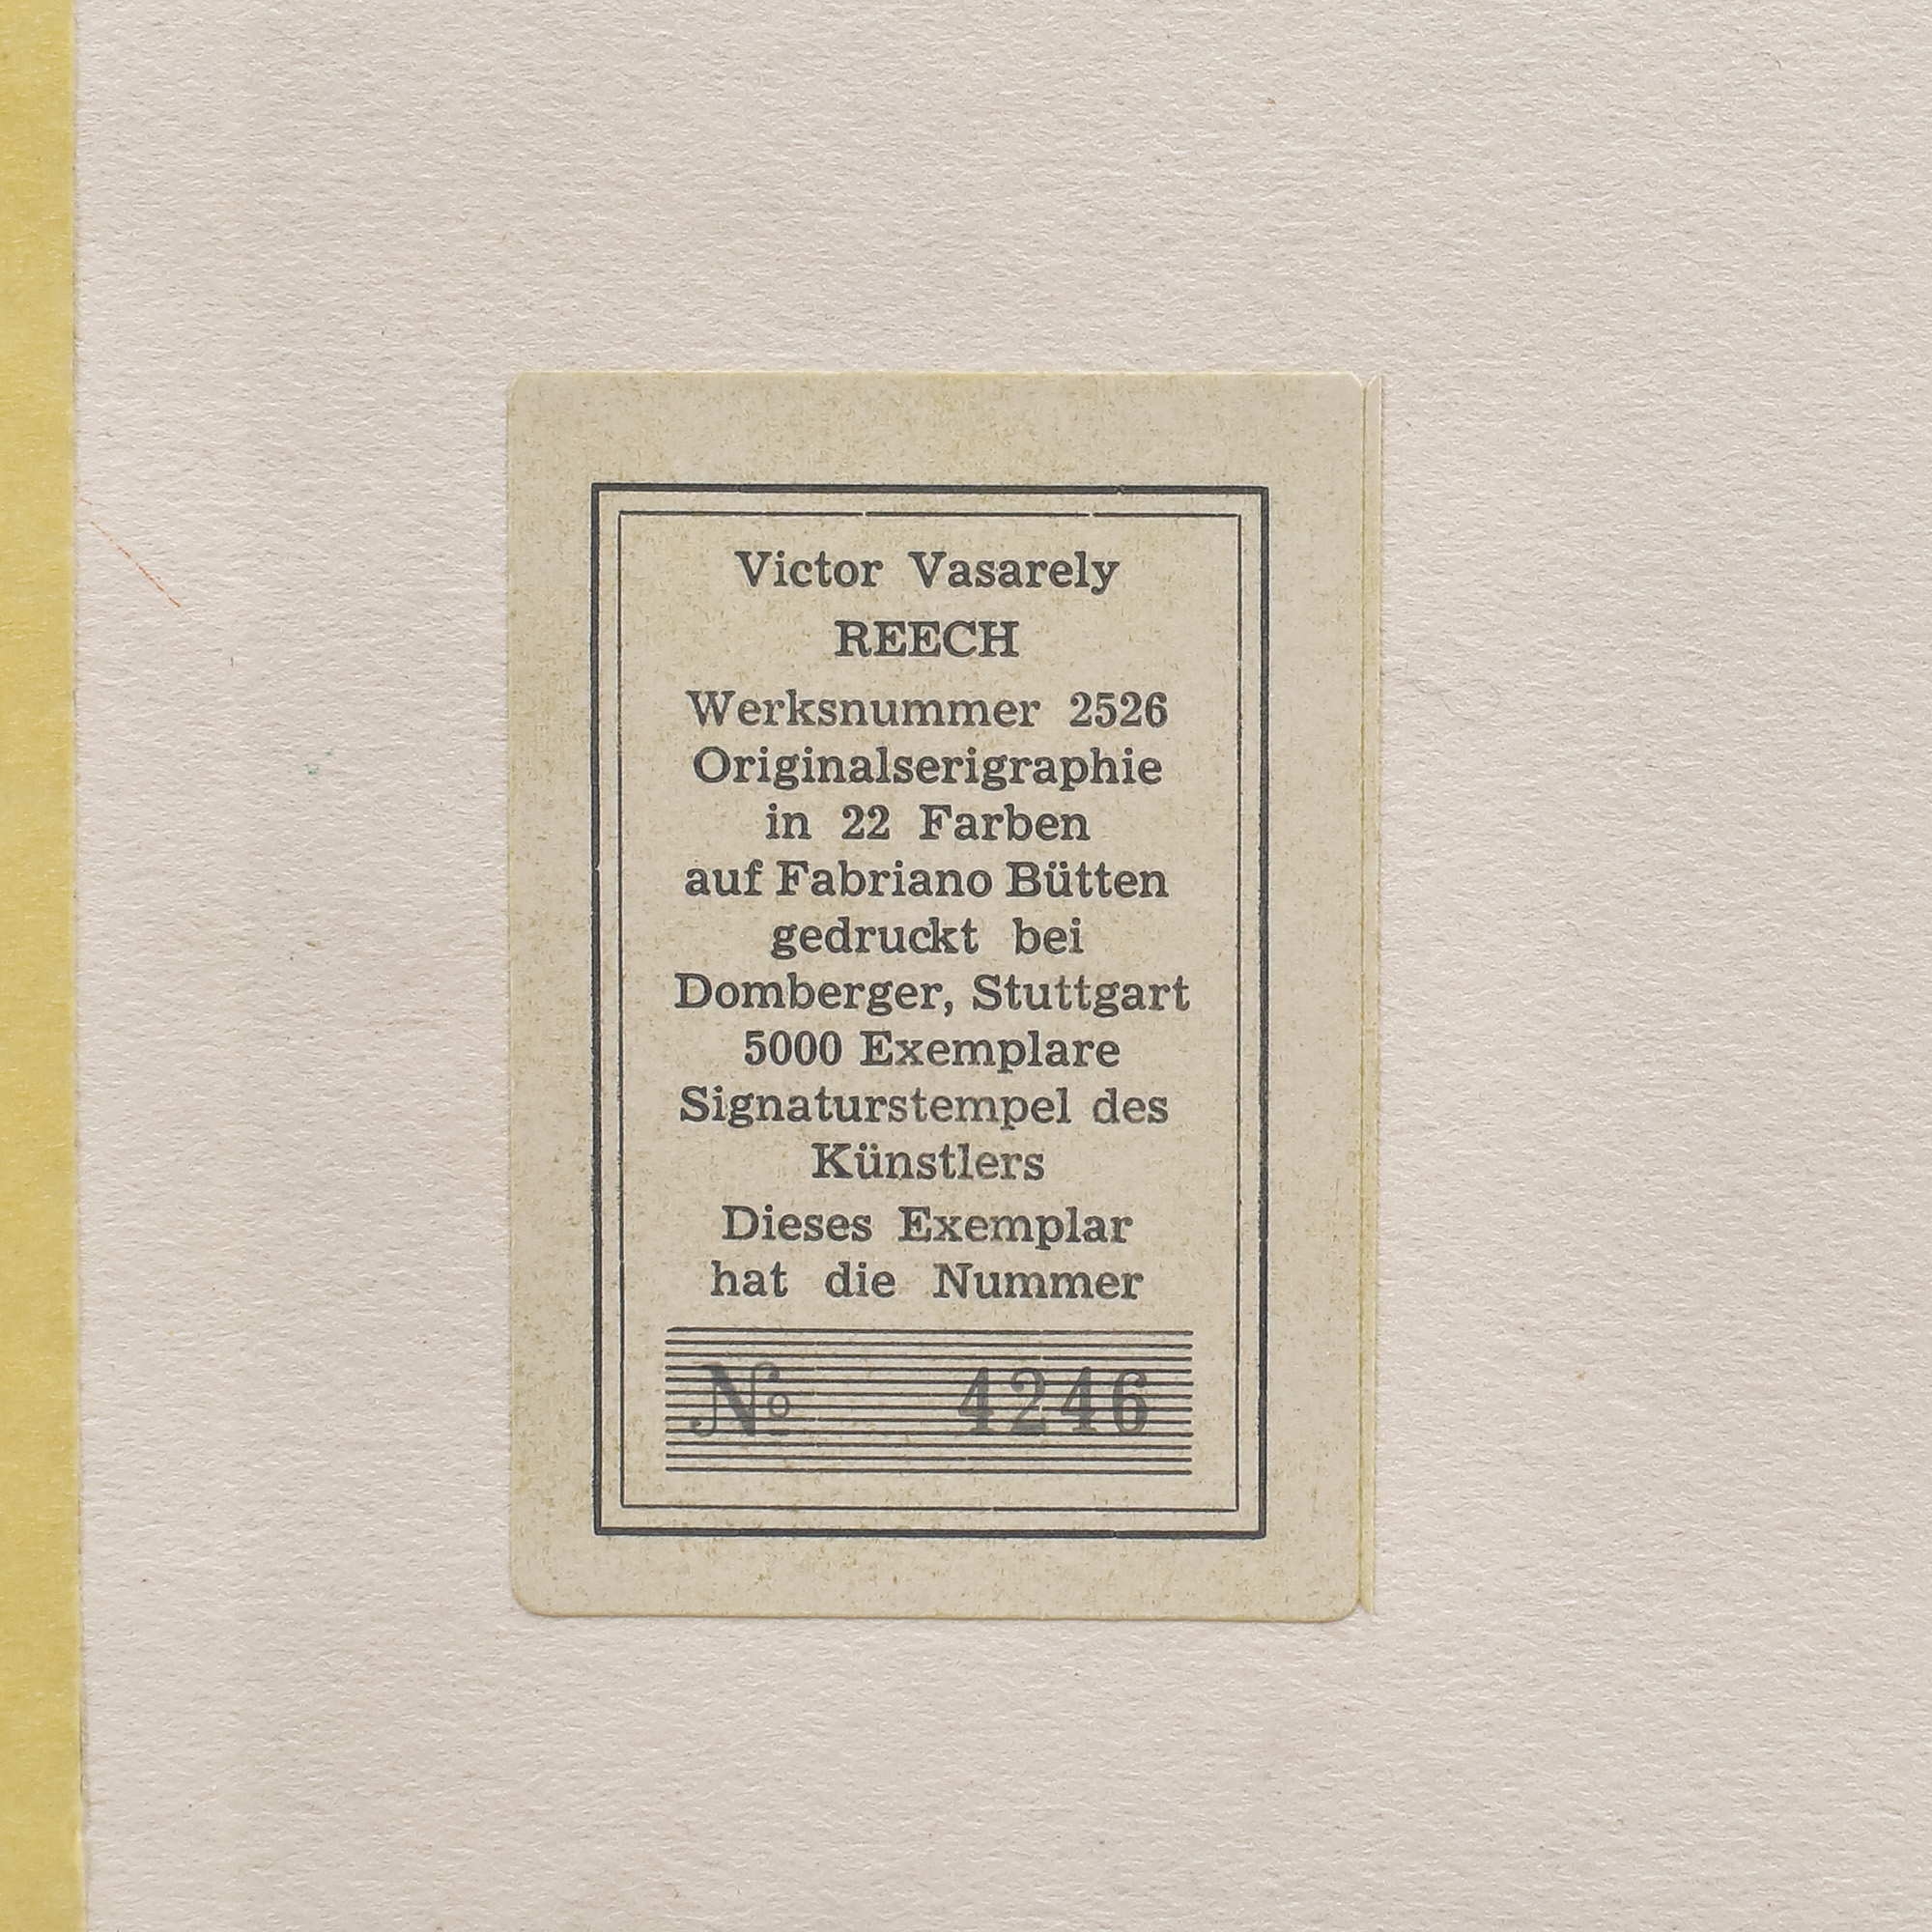 Victor Vasarely
REECH
Werksnummer 2526
Originalserigraphie
in 22 Farben
auf Fabriano Bütten
gedruckt bei
Domberger, Stuttgart
5000 Exemplare
Signaturstempel des
Künstlers
Dieses Exemplar
hat die Nummer
No 4246